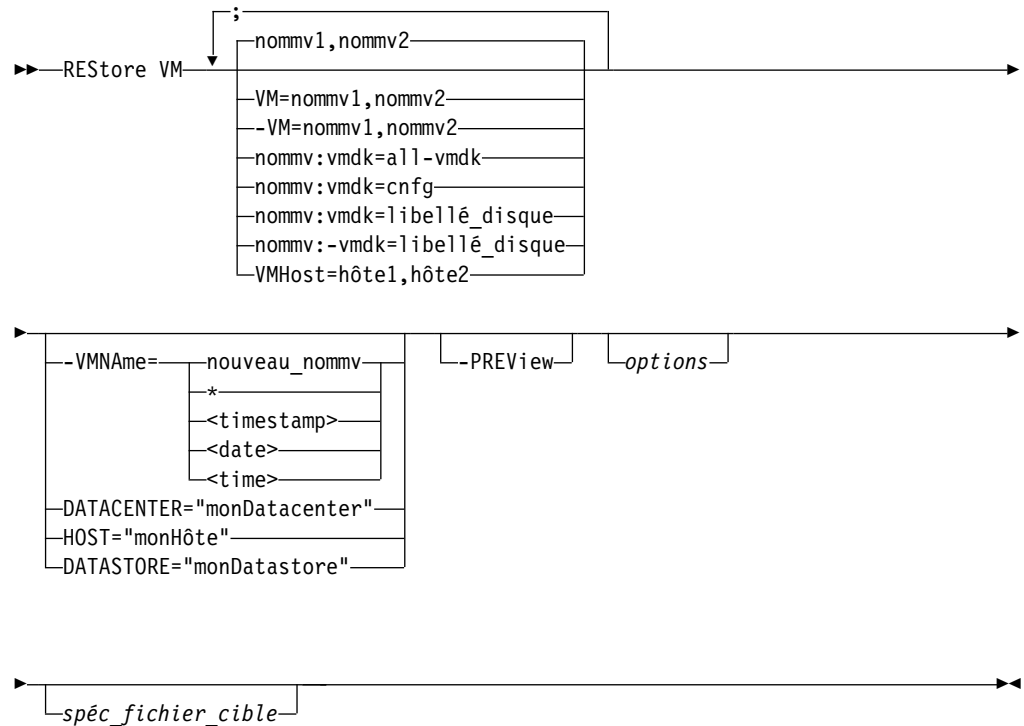 ;
nommv1,nommv2
REStore VM
VM=nommv1,nommv2
-VM=nommv1,nommv2
nommv:vmdk=all-vmdk
nommv:vmdk=cnfg
nommv:vmdk=libellé_disque
nommv:-vmdk=libellé_disque
VMHost=hôte1,hôte2
-VMNAme= nouveau_nommv -PREView options
*
<timestamp>
<date>
<time>
DATACENTER="monDatacenter"
HOST="monHôte"
DATASTORE="monDatastore"
spéc_fichier_cible